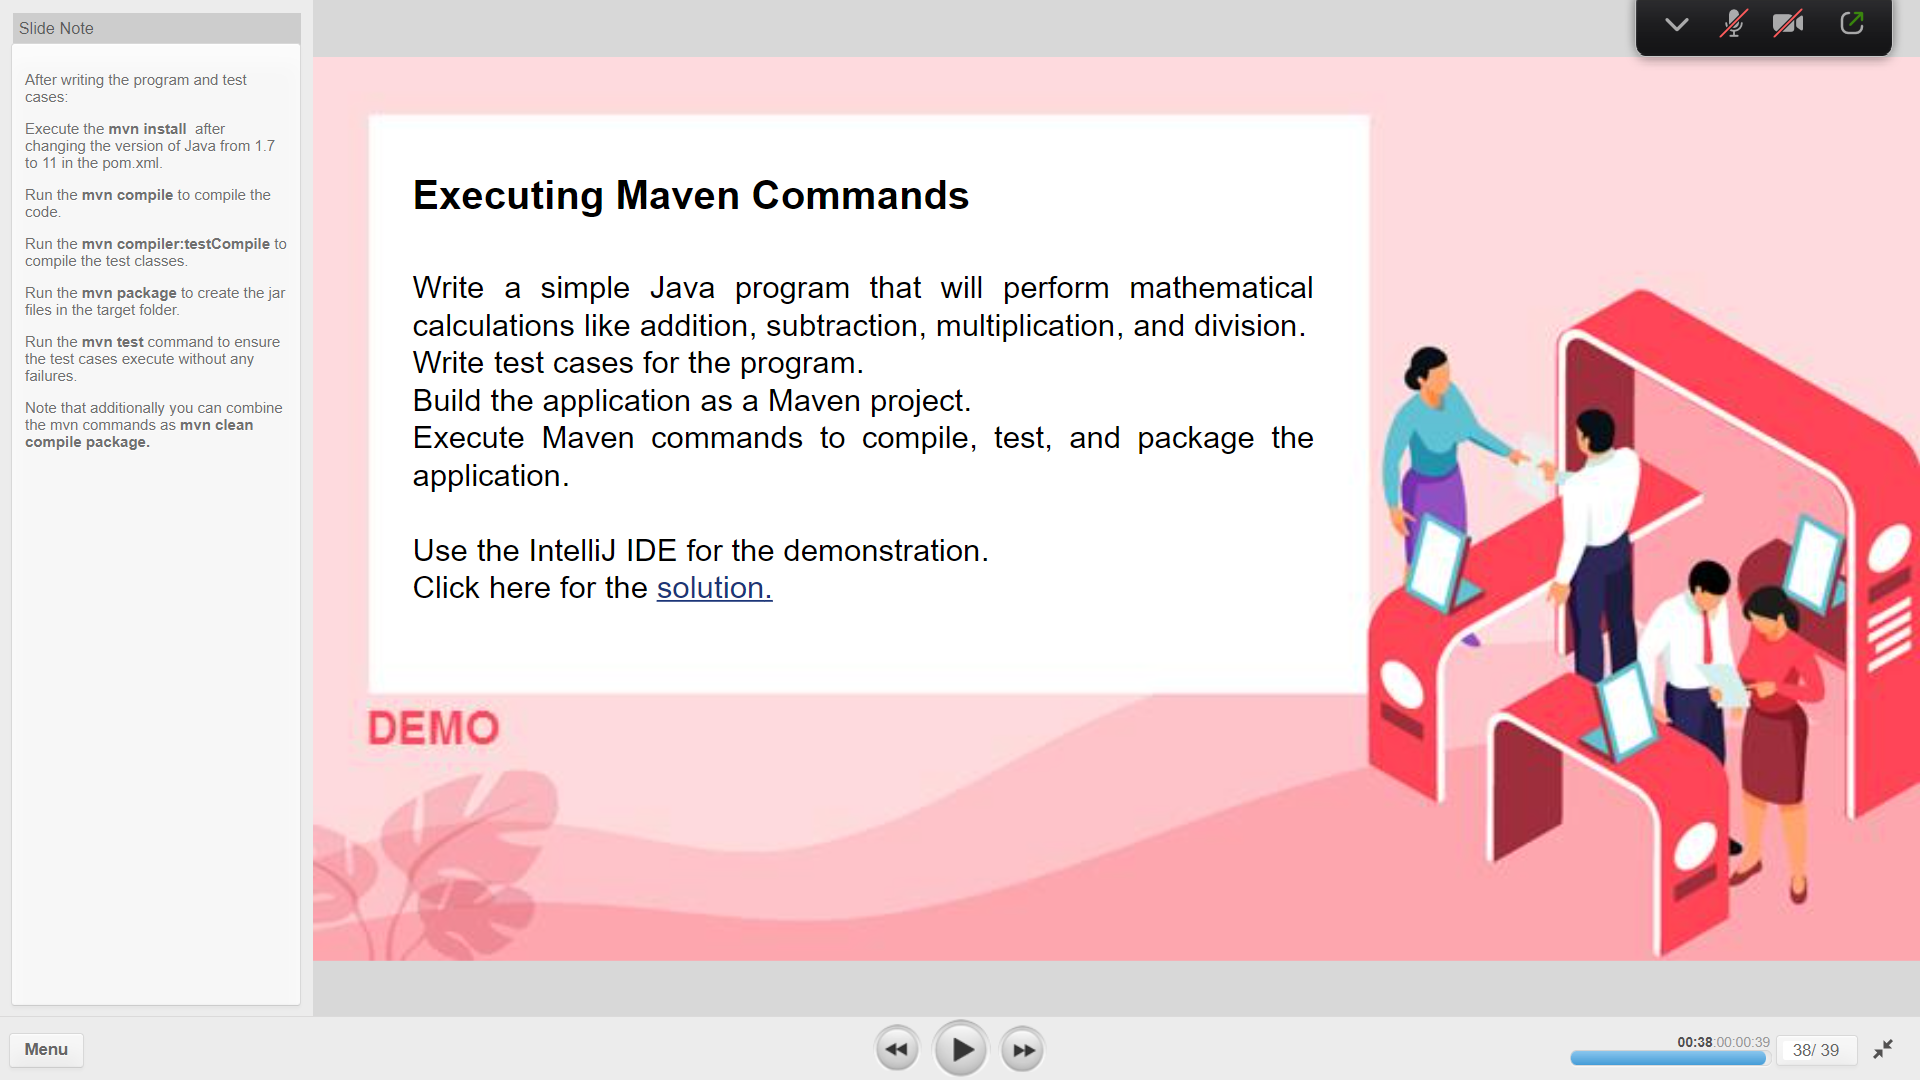 Slide Note
After writing the program and test
cases:
Execute the mvn install  after
changing the version of Java from 1.7
to 11 in the pom.xml.
Run the mvn compile to compile the
code.
Run the mvn compiler:testCompile to
compile the test classes.
Run the mvn package to create the jar
files in the target folder.
Run the mvn test command to ensure
the test cases execute without any
failures.
Note that additionally you can combine
the mvn commands as mvn clean
compile package.
Executing Maven Commands
Write a simple Java program that will perform mathematical
calculations like addition, subtraction, multiplication, and division.
Write test cases for the program.
Build the application as a Maven project.
Execute Maven commands to compile, test, and package the
application.
Use the IntelliJ IDE for the demonstration.
Click here for the solution.
DEMO
Menu
00:38:00:00:39
38/ 39